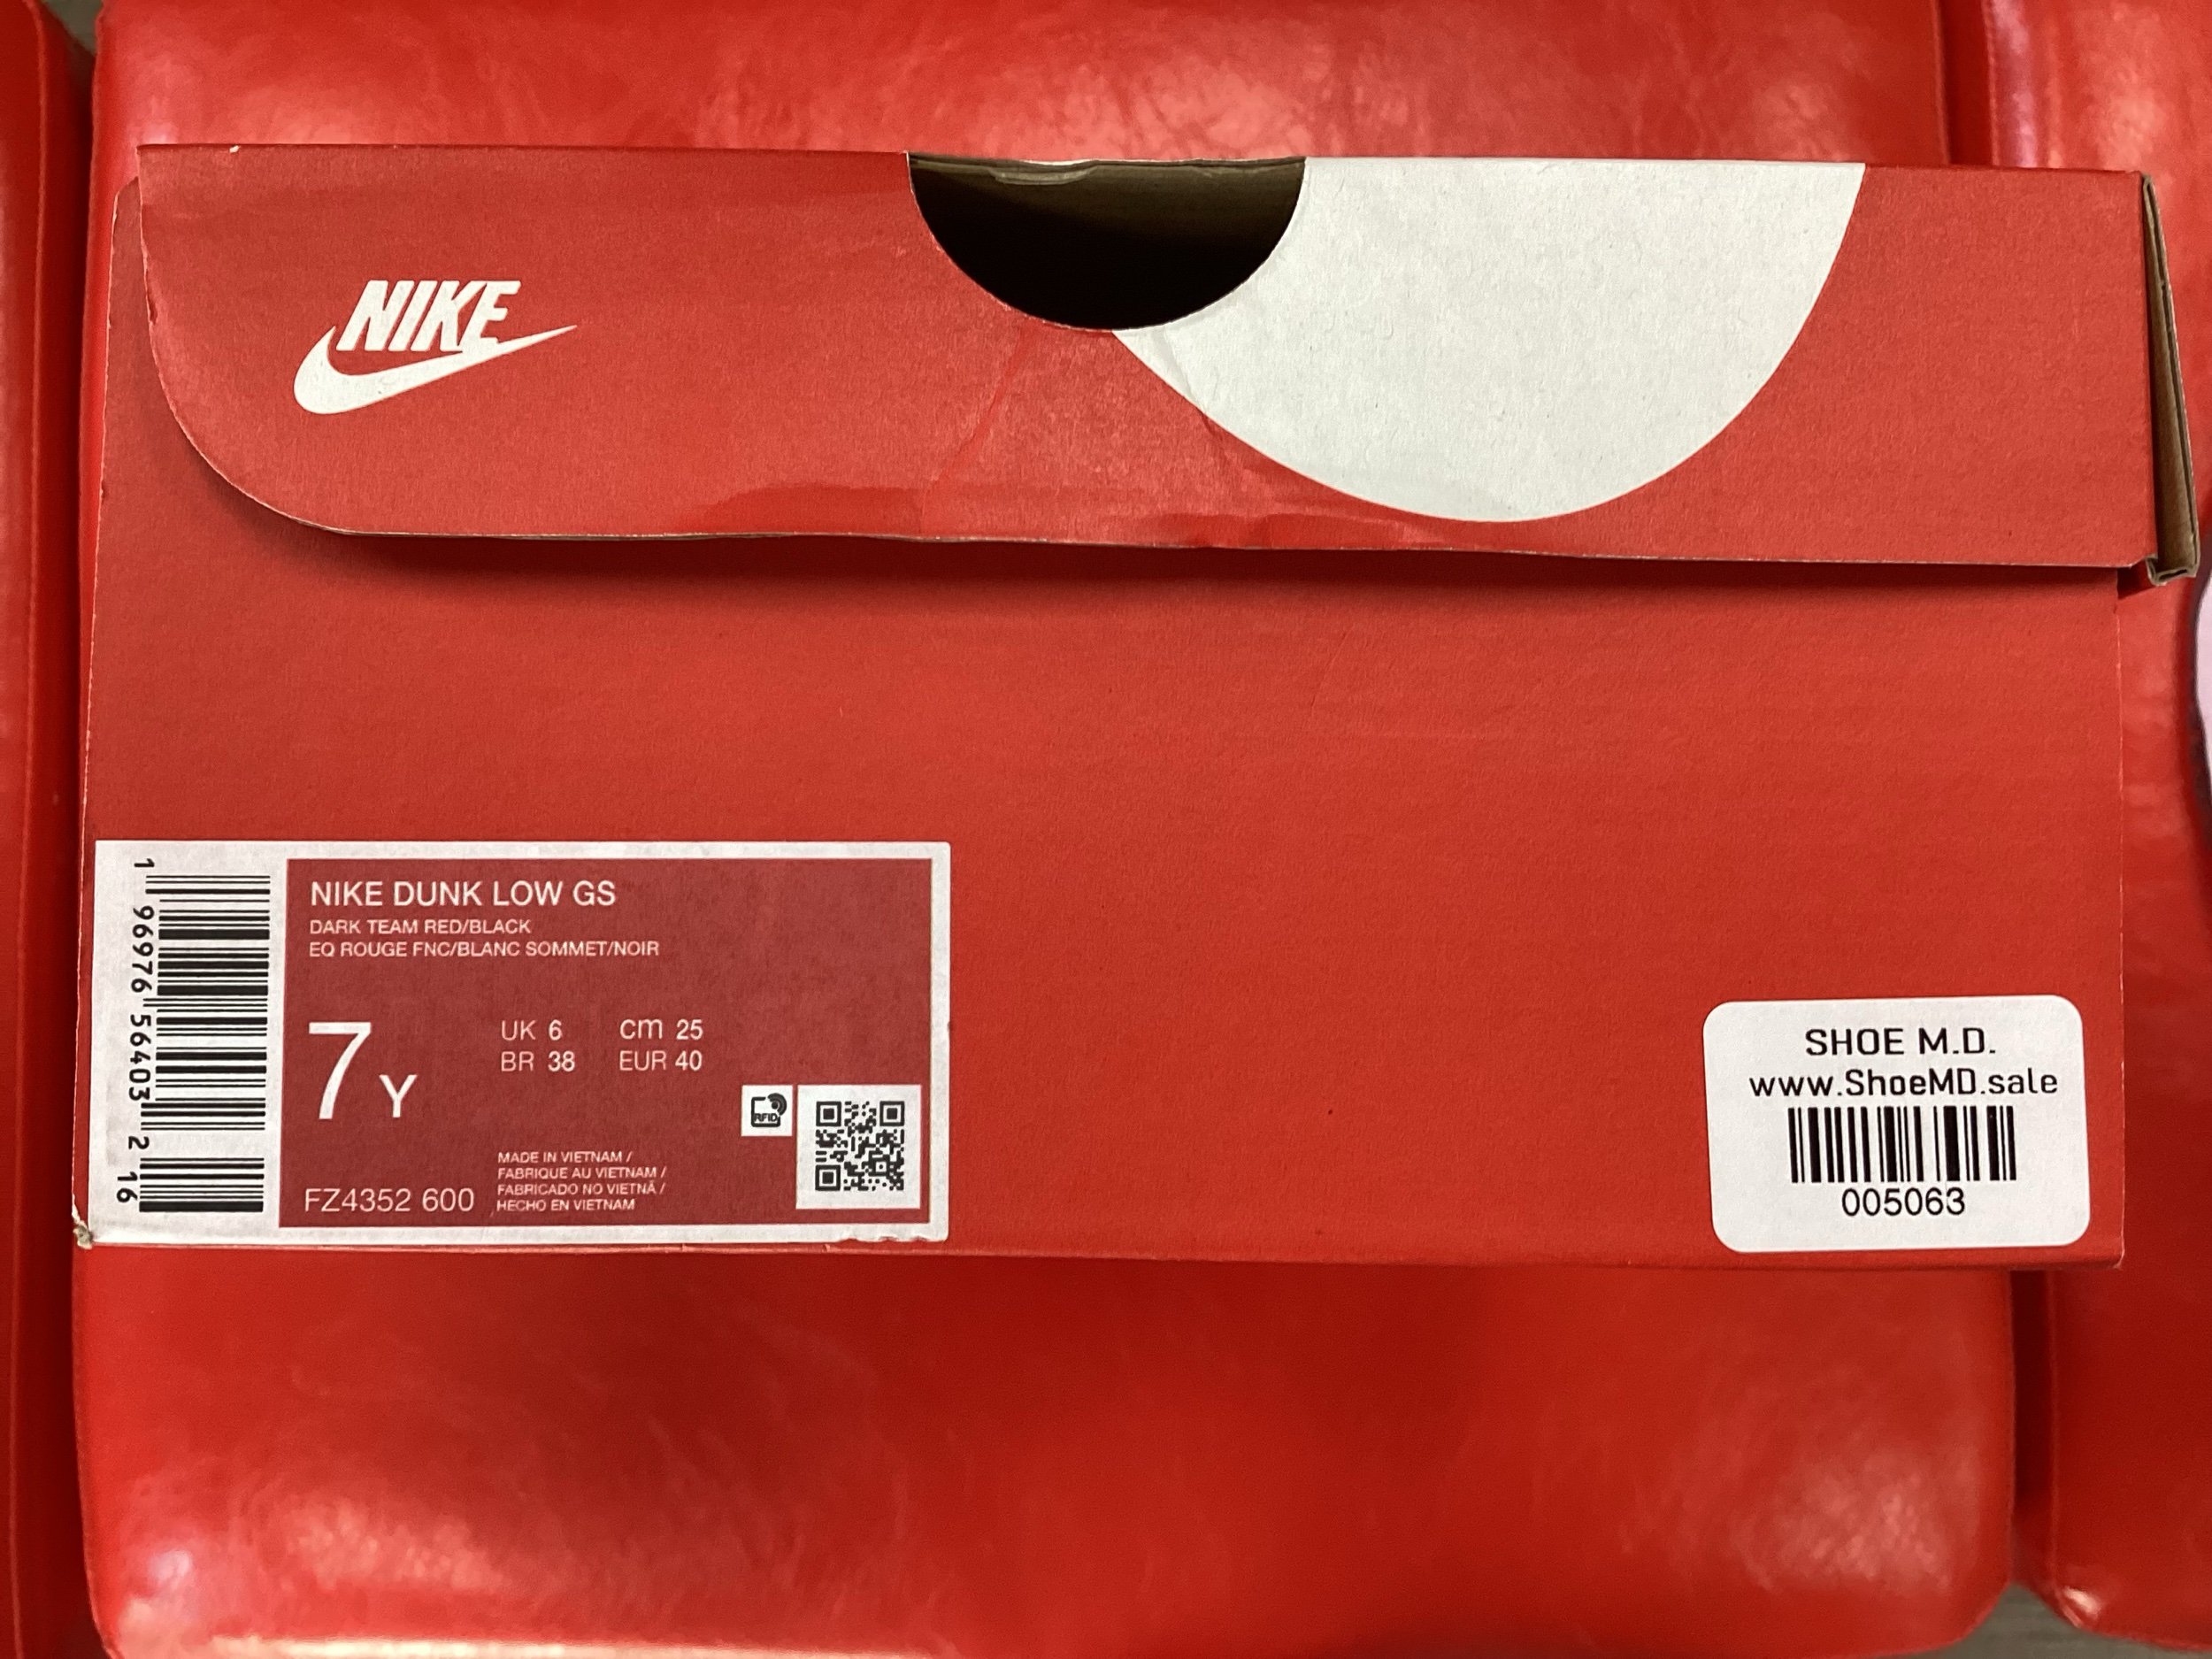 NIKE
NIKE DUNK LOW GS
DARK TEAM RED/BLACK
EQ ROUGE FNC/BLANC SOMMET/NOIR
7 Y
UK 6 cm 25
BR 38 EUR 40
RFID
MADE IN VIETNAM /
FABRIQUE AU VIETNAM /
FABRICADO NO VIETNÃ /
HECHO EN VIETNAM
FZ4352 600
1 96976 56403 2 16
SHOE M.D.
www.ShoeMD.sale
005063